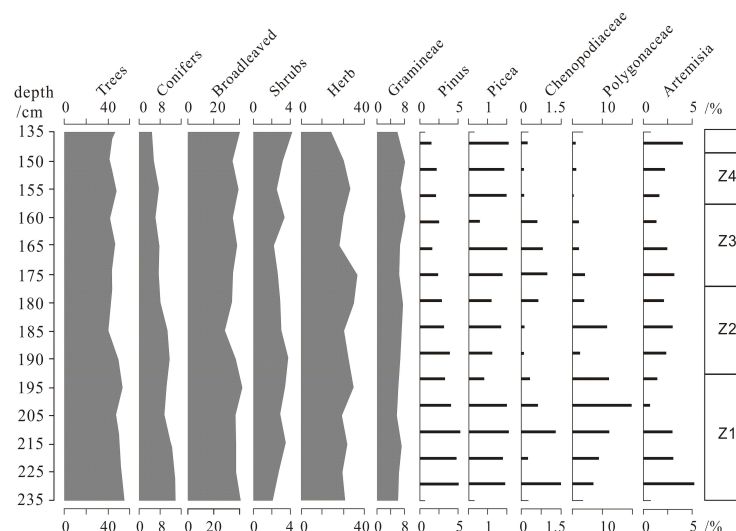 Trees Conifers Broadleaved Shrubs Herb Gramineae Pinus Picea Chenopodiaceae Polygonaceae Artemisia
depth
/cm
0 40 0 8 0 20 0 4 0 40 0 8 0 5 1 0 1.5 10 0 5 /%
135
150
155
160
165
175
180
185
190
195
205
215
225
235
Z4
Z3
Z2
Z1
0 40 0 8 0 20 0 4 0 40 0 8 0 5 1 0 1.5 10 0 5 /%